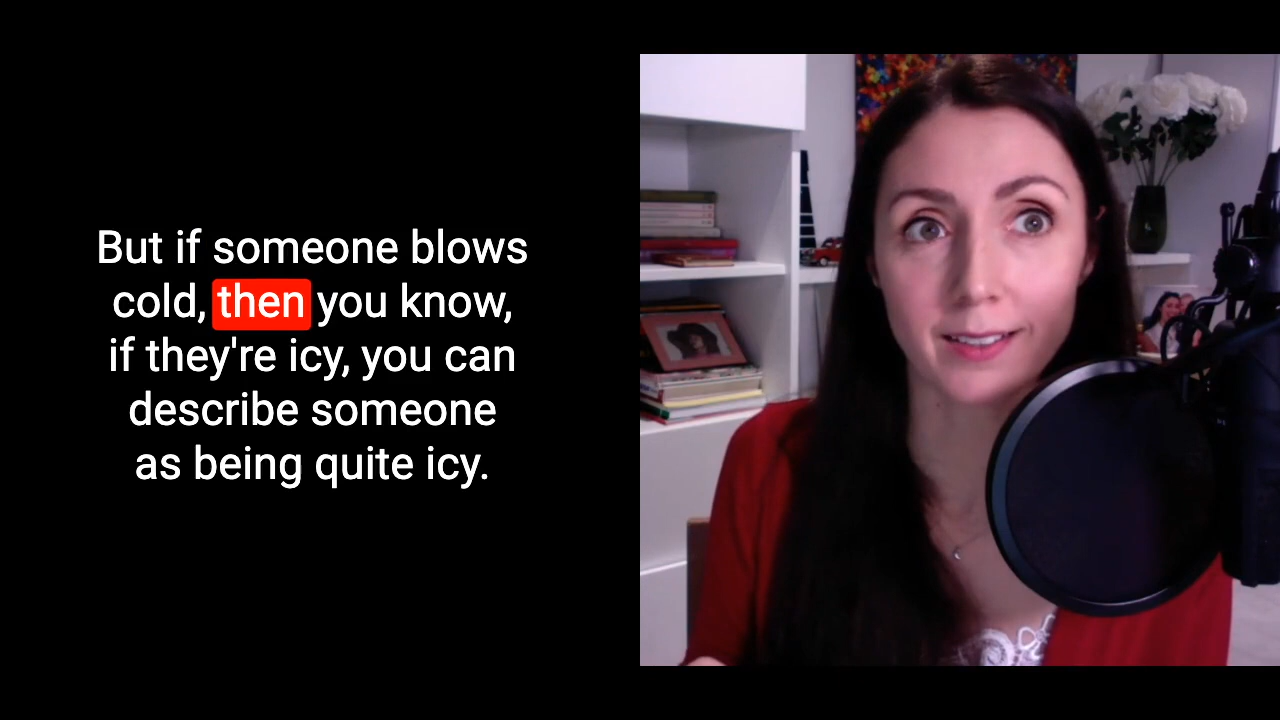 But if someone blows
cold, then you know,
if they're icy, you can
describe someone
as being quite icy.